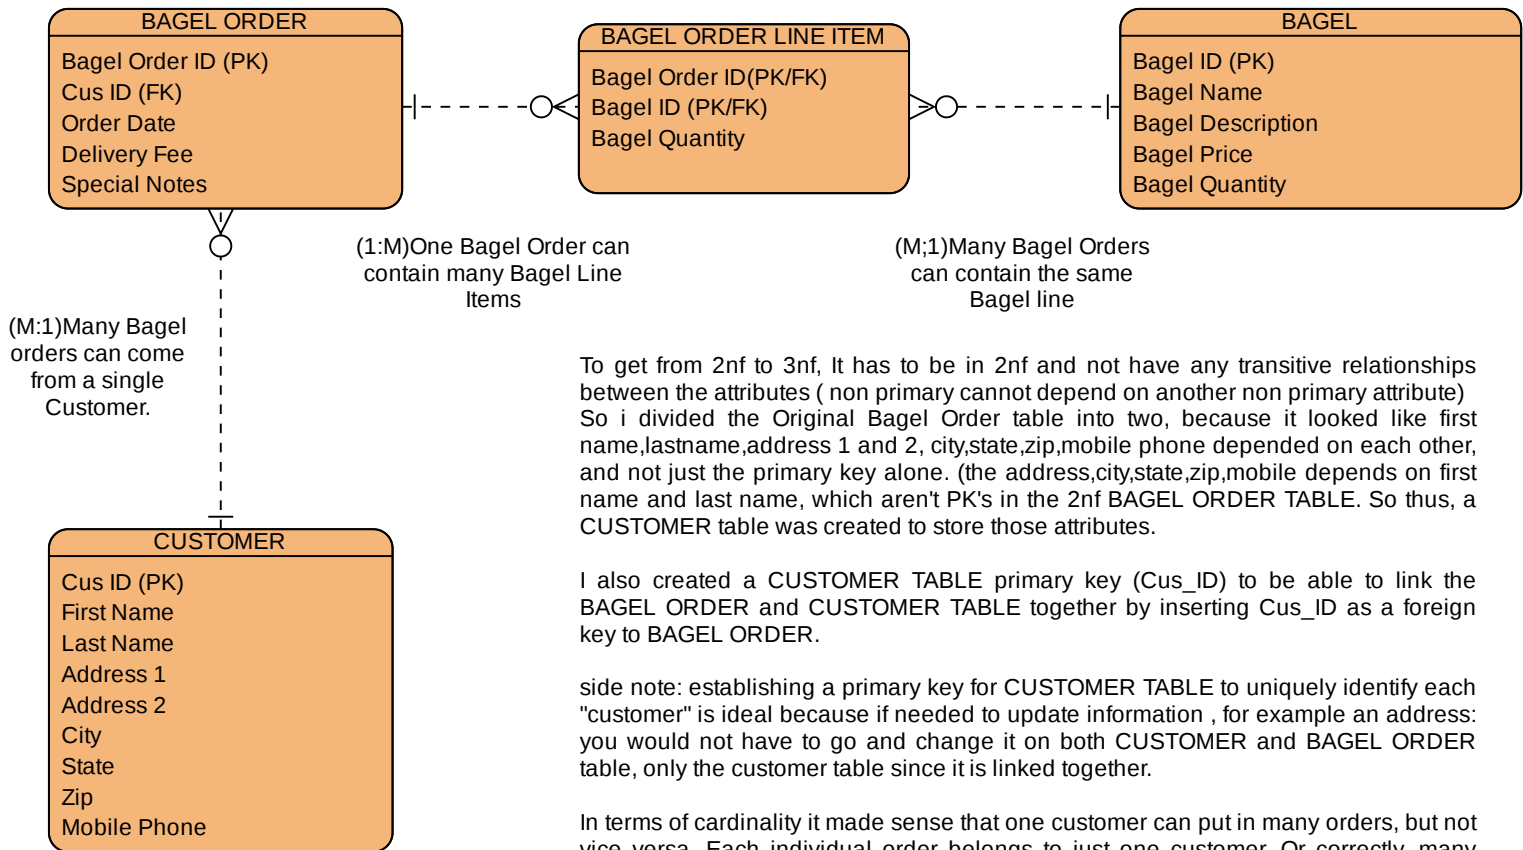 BAGEL ORDER
Bagel Order ID (PK)
Cus ID (FK)
Order Date
Delivery Fee
Special Notes
BAGEL ORDER LINE ITEM
Bagel Order ID(PK/FK)
Bagel ID (PK/FK)
Bagel Quantity
BAGEL
Bagel ID (PK)
Bagel Name
Bagel Description
Bagel Price
Bagel Quantity
(1:M)One Bagel Order can
contain many Bagel Line
Items
(M;1)Many Bagel Orders
can contain the same
Bagel line
(M:1)Many Bagel
orders can come
from a single
Customer.
CUSTOMER
Cus ID (PK)
First Name
Last Name
Address 1
Address 2
City
State
Zip
Mobile Phone
To get from 2nf to 3nf, It has to be in 2nf and not have any transitive relationships
between the attributes ( non primary cannot depend on another non primary attribute)
So i divided the Original Bagel Order table into two, because it looked like first
name,lastname,address 1 and 2, city,state,zip,mobile phone depended on each other,
and not just the primary key alone. (the address,city,state,zip,mobile depends on first
name and last name, which aren't PK's in the 2nf BAGEL ORDER TABLE. So thus, a
CUSTOMER table was created to store those attributes.
I also created a CUSTOMER TABLE primary key (Cus_ID) to be able to link the
BAGEL ORDER and CUSTOMER TABLE together by inserting Cus_ID as a foreign
key to BAGEL ORDER.
side note: establishing a primary key for CUSTOMER TABLE to uniquely identify each
"customer" is ideal because if needed to update information , for example an address:
you would not have to go and change it on both CUSTOMER and BAGEL ORDER
table, only the customer table since it is linked together.
In terms of cardinality it made sense that one customer can put in many orders, but not
vice versa. Each individual order belongs to just one customer. Or correctly, many